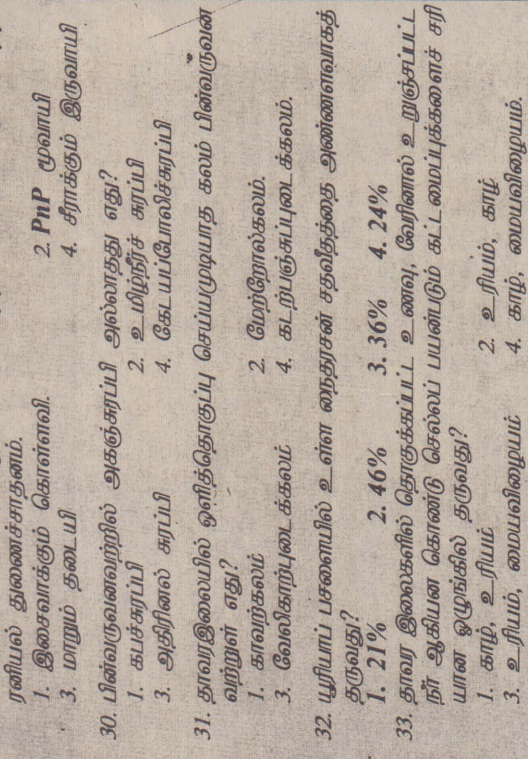 ரனியல் துணைச்சாதனம்.
1. இசைவாக்கும் கொள்ளளவி. 2. PnP மூவாயி
3. மாறும் தடையி 4. சீராக்கும் இருவாயி
30. பின்வருவனவற்றில் அகஞ்சுரப்பி அல்லாதது எது?
1. கபச்சுரப்பி 2. உமிழ்நீர்ச் சுரப்பி
3. அதிரினல் சுரப்பி 4. கேடயப்போலிச்சுரப்பி
31. தாவரஇலையில் ஒளித்தொகுப்பு செய்யமுடியாத கலம் பின்வருவன
வற்றுள் எது?
1. காவற்கலம் 2. மேற்றோல்கலம்.
3. வேலிகாற்புடைக்கலம் 4. கடற்பஞ்சுப்புடைக்கலம்.
32. யூரியாப் பசளையில் உள்ள நைதரசன் சதவீதத்தை அண்ணளவாகத்
தருவது?
1. 21% 2. 46% 3. 36% 4. 24%
33. தாவர இலைகளில் தொகுக்கப்பட்ட உணவு, வேரினால் உறுஞ்சப்பட்ட
நீர் ஆகியன கொண்டு செல்லப் பயன்படும் கட்டமைப்புக்களைச் சரி
யான ஒழுங்கில் தருவது?
1. காழ், உரியம் 2. உரியம், காழ்
3. உரியம், மையவிழையம் 4. காழ், மையவிழையம்.